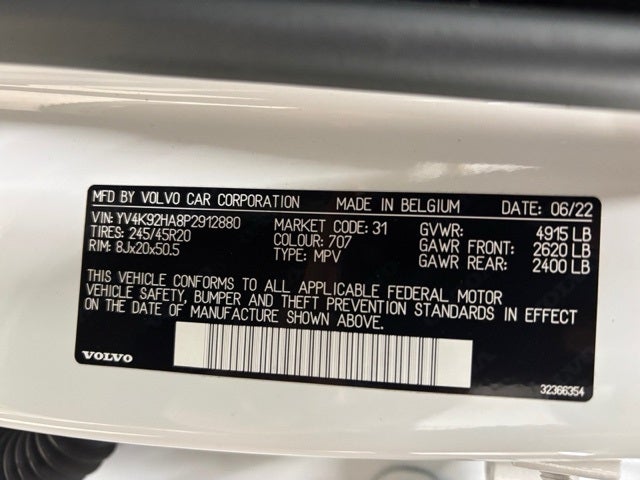 MFD BY VOLVO CAR CORPORATION MADE IN BELGIUM DATE: 06/22
VIN: YV4K92HA8P2912880 MARKET CODE: 31 GVWR: 4915 LB
TIRES: 245/45R20 COLOUR: 707 GAWR FRONT: 2620 LB
RIM: 8Jx20x50.5 TYPE: MPV GAWR REAR: 2400 LB
THIS VEHICLE CONFORMS TO ALL APPLICABLE FEDERAL MOTOR
VEHICLE SAFETY, BUMPER AND THEFT PREVENTION STANDARDS IN EFFECT
ON THE DATE OF MANUFACTURE SHOWN ABOVE.
VOLVO
32366354